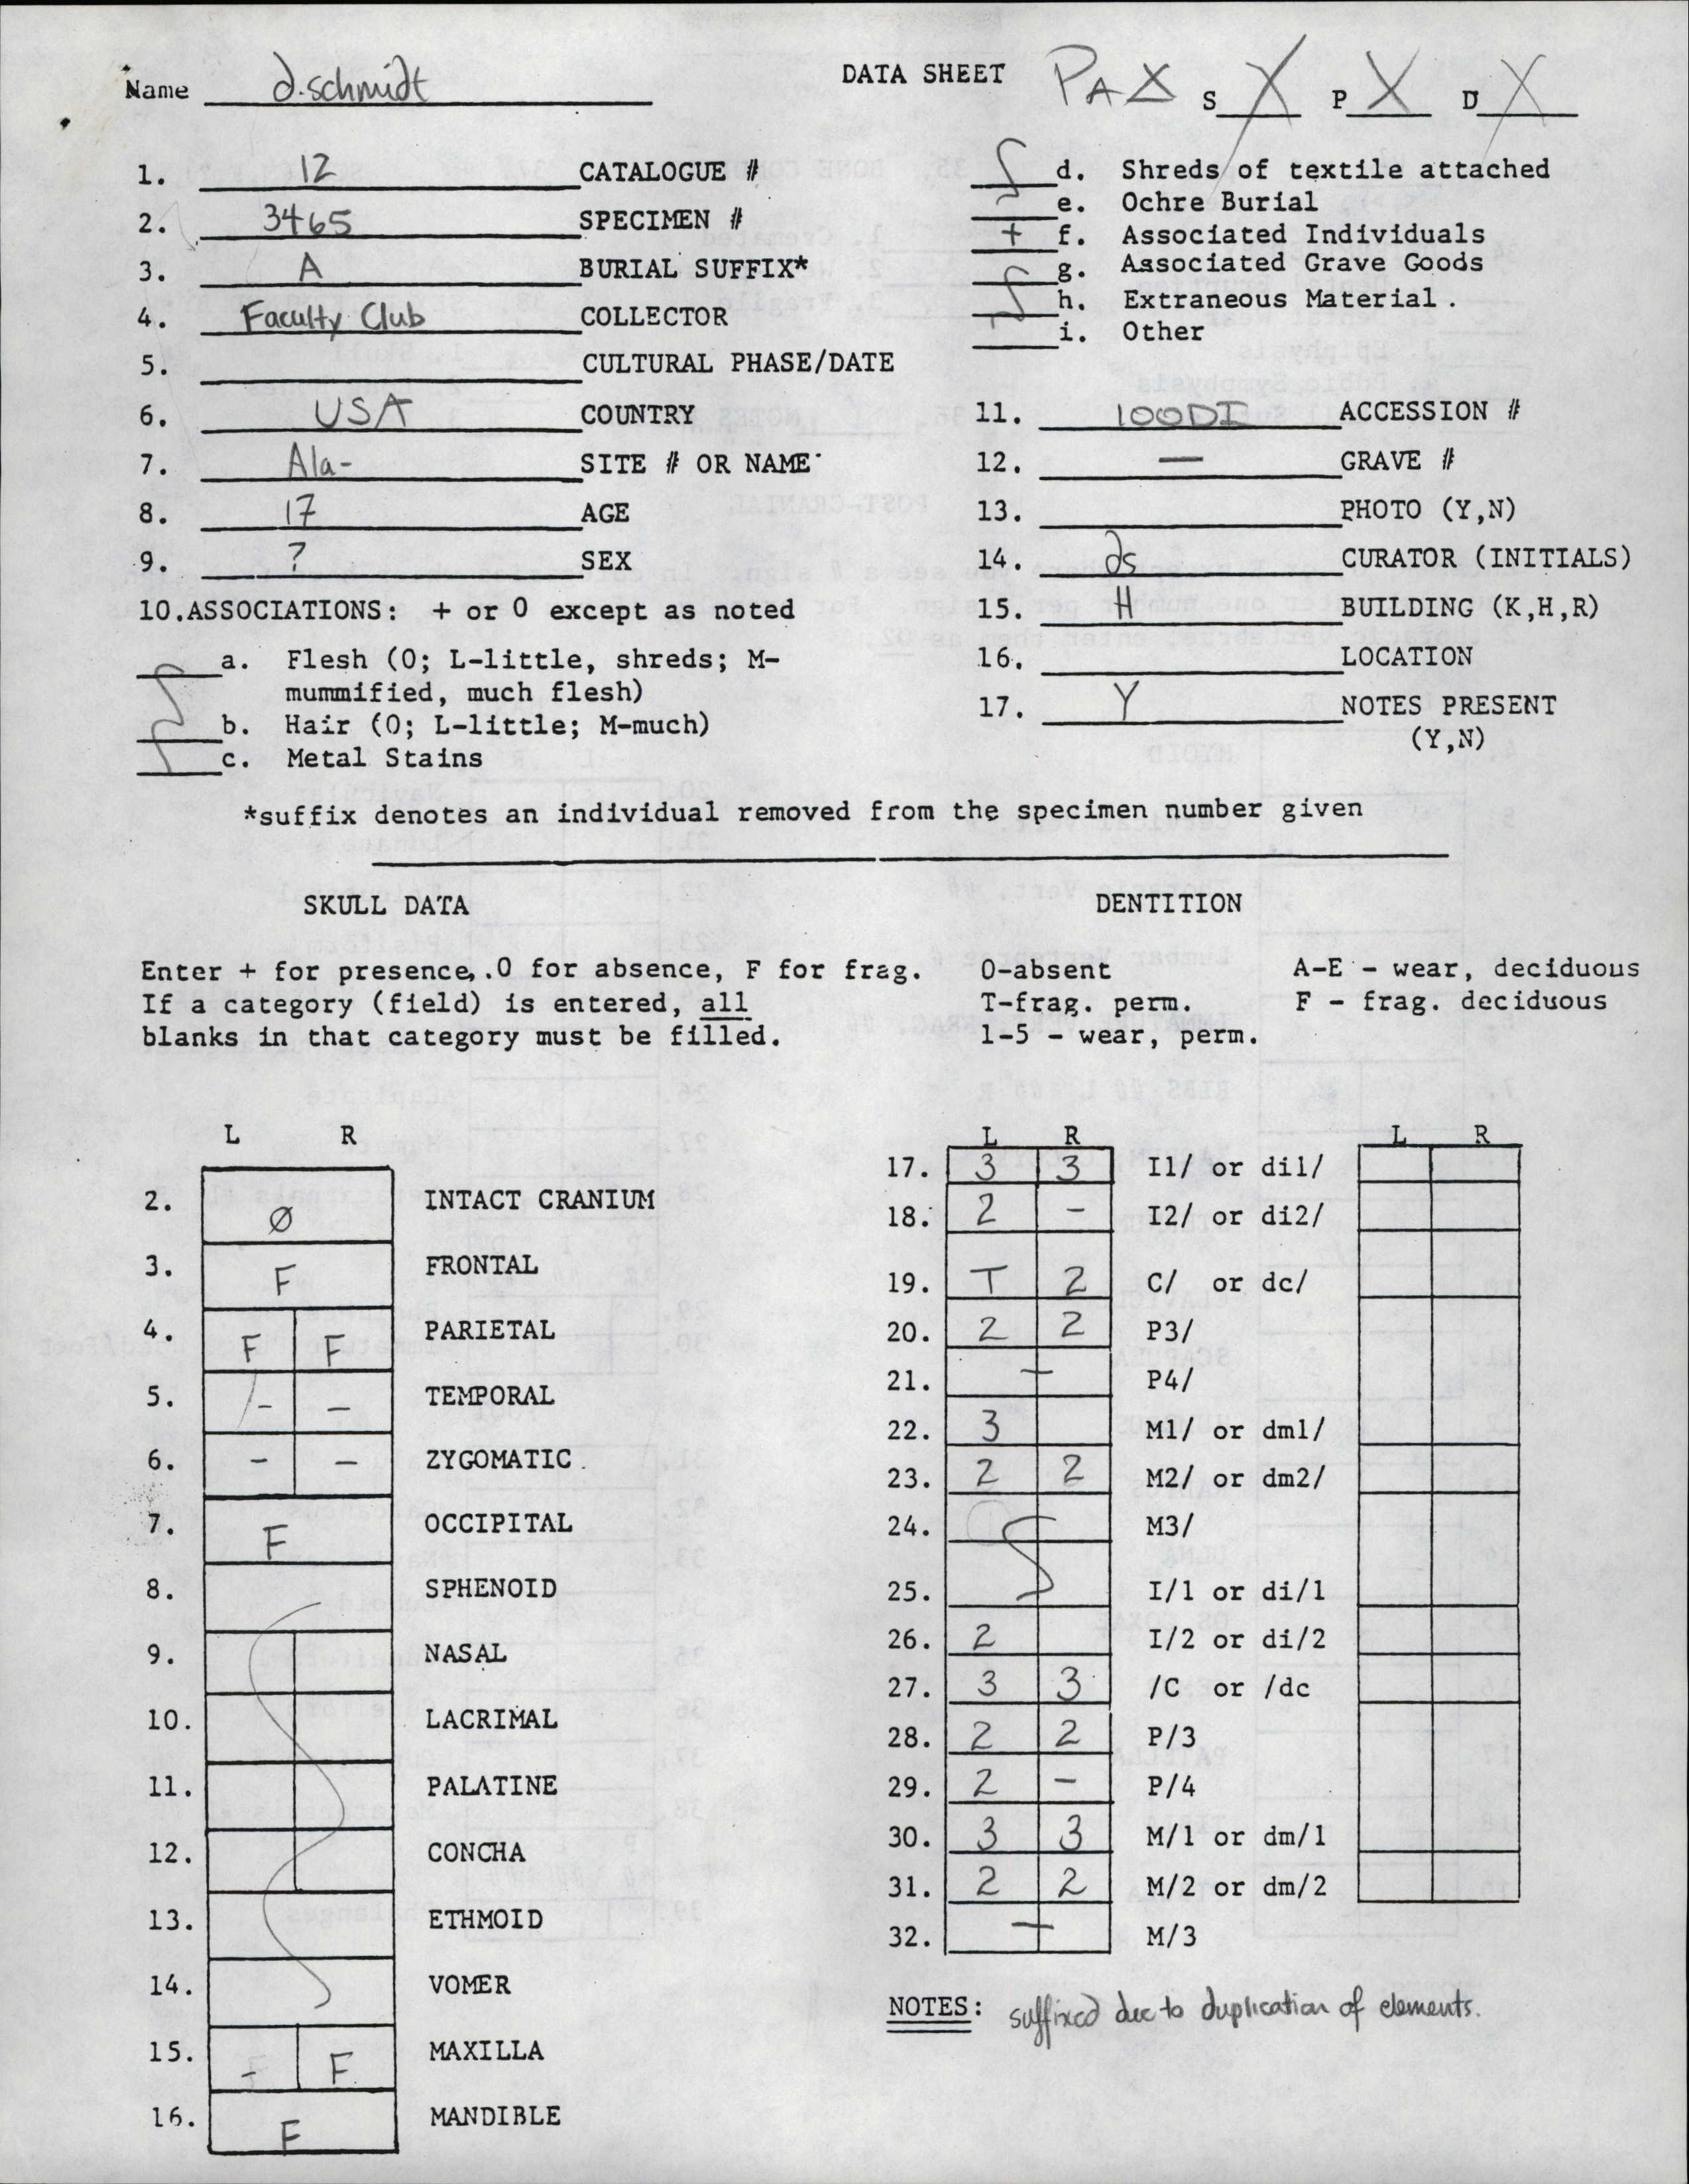 Name d.schmidt
DATA SHEET PAX S X P X D X
1. 12 CATALOGUE #
2. 3465 SPECIMEN #
3. A BURIAL SUFFIX*
4. Faculty Club COLLECTOR
5. CULTURAL PHASE/DATE
6. USA COUNTRY
7. Ala- SITE # OR NAME
8. 17 AGE
9. ? SEX
10. ASSOCIATIONS: + or 0 except as noted
a. Flesh (0; L-little, shreds; M-
mummified, much flesh)
b. Hair (0; L-little; M-much)
c. Metal Stains
d. Shreds of textile attached
e. Ochre Burial
+ f. Associated Individuals
g. Associated Grave Goods
h. Extraneous Material.
i. Other
11. 100DI ACCESSION #
12. — GRAVE #
13. PHOTO (Y,N)
14. ds CURATOR (INITIALS)
15. H BUILDING (K,H,R)
16. LOCATION
17. Y NOTES PRESENT
(Y,N)
*suffix denotes an individual removed from the specimen number given
SKULL DATA
Enter + for presence, .0 for absence, F for frag.
If a category (field) is entered, all
blanks in that category must be filled.
L R
2. Ø INTACT CRANIUM
3. F FRONTAL
4. F F PARIETAL
5. - - TEMPORAL
6. - - ZYGOMATIC
7. F OCCIPITAL
8. SPHENOID
9. NASAL
10. LACRIMAL
11. PALATINE
12. CONCHA
13. ETHMOID
14. VOMER
15. - F MAXILLA
16. F MANDIBLE
DENTITION
0-absent A-E - wear, deciduous
T-frag. perm. F - frag. deciduous
1-5 - wear, perm.
L R L R
17. 3 3 I1/ or di1/
18. 2 - I2/ or di2/
19. T 2 C/ or dc/
20. 2 2 P3/
21. - P4/
22. 3 M1/ or dm1/
23. 2 2 M2/ or dm2/
24. M3/
25. I/1 or di/1
26. 2 I/2 or di/2
27. 3 3 /C or /dc
28. 2 2 P/3
29. 2 - P/4
30. 3 3 M/1 or dm/1
31. 2 2 M/2 or dm/2
32. - M/3
NOTES: suffixed due to duplication of elements.